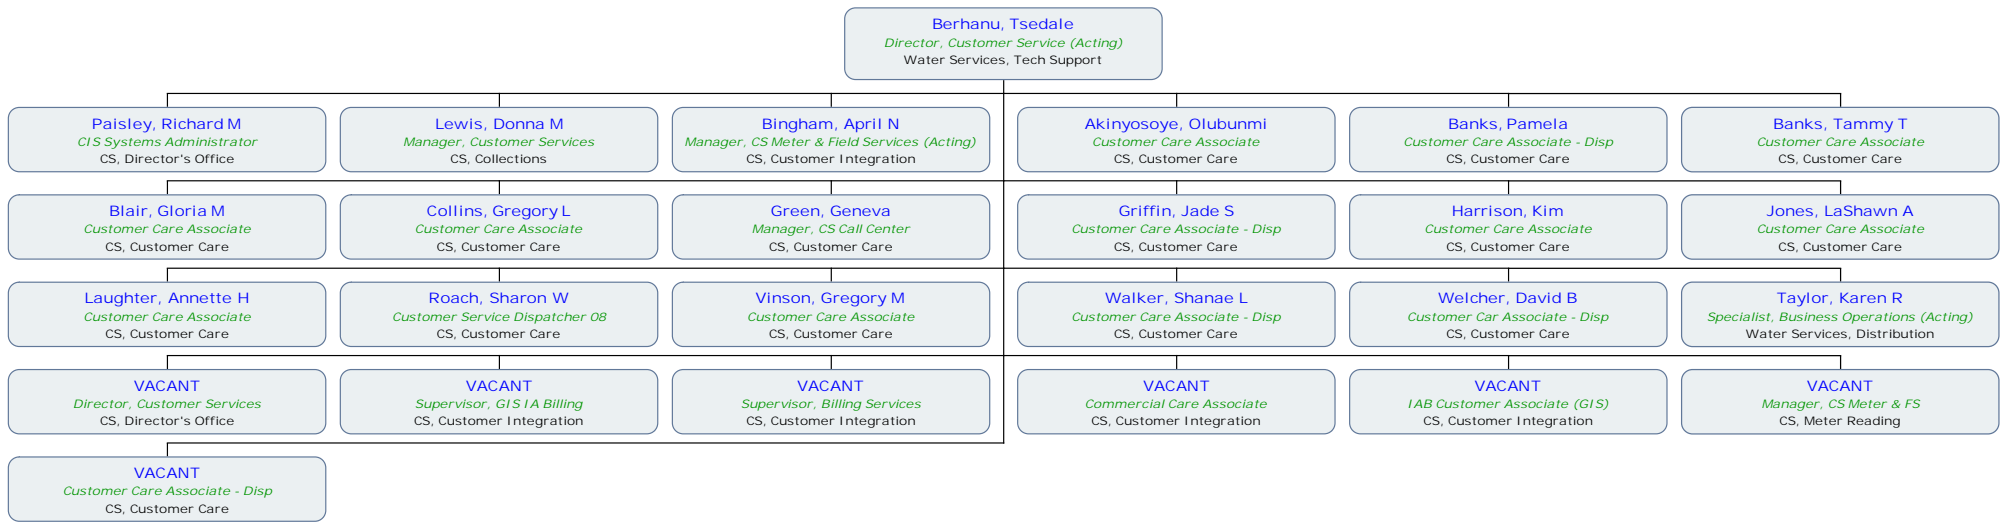 Berhanu, Tsedale
Director, Customer Service (Acting)
Water Services, Tech Support
Paisley, Richard M
CIS Systems Administrator
CS, Director's Office
Lewis, Donna M
Manager, Customer Services
CS, Collections
Bingham, April N
Manager, CS Meter & Field Services (Acting)
CS, Customer Integration
Akinyosoye, Olubunmi
Customer Care Associate
CS, Customer Care
Banks, Pamela
Customer Care Associate - Disp
CS, Customer Care
Banks, Tammy T
Customer Care Associate
CS, Customer Care
Blair, Gloria M
Customer Care Associate
CS, Customer Care
Collins, Gregory L
Customer Care Associate
CS, Customer Care
Green, Geneva
Manager, CS Call Center
CS, Customer Care
Griffin, Jade S
Customer Care Associate - Disp
CS, Customer Care
Harrison, Kim
Customer Care Associate
CS, Customer Care
Jones, LaShawn A
Customer Care Associate
CS, Customer Care
Laughter, Annette H
Customer Care Associate
CS, Customer Care
Roach, Sharon W
Customer Service Dispatcher 08
CS, Customer Care
Vinson, Gregory M
Customer Care Associate
CS, Customer Care
Walker, Shanae L
Customer Care Associate - Disp
CS, Customer Care
Welcher, David B
Customer Car Associate - Disp
CS, Customer Care
Taylor, Karen R
Specialist, Business Operations (Acting)
Water Services, Distribution
VACANT
Director, Customer Services
CS, Director's Office
VACANT
Supervisor, GIS IA Billing
CS, Customer Integration
VACANT
Supervisor, Billing Services
CS, Customer Integration
VACANT
Commercial Care Associate
CS, Customer Integration
VACANT
IAB Customer Associate (GIS)
CS, Customer Integration
VACANT
Manager, CS Meter & FS
CS, Meter Reading
VACANT
Customer Care Associate - Disp
CS, Customer Care